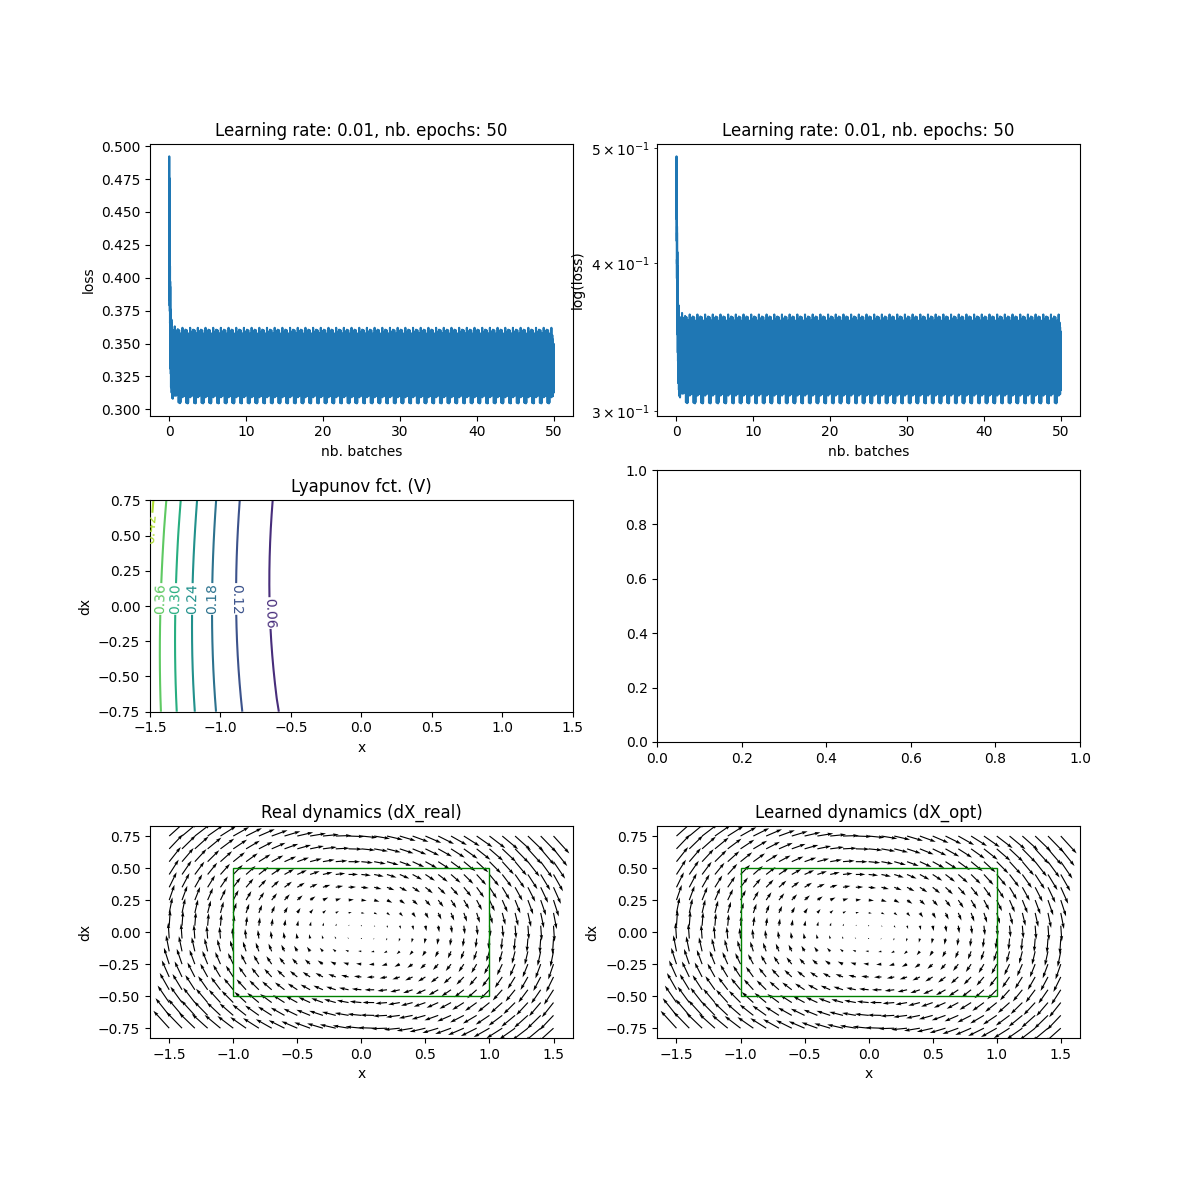 Learning rate: 0.01, nb. epochs: 50
0.500
0.475
0.450
0.425
0.400
0.375
0.350
0.325
0.300
loss
0 10 20 30 40 50
nb. batches
Learning rate: 0.01, nb. epochs: 50
5 × 10⁻¹
4 × 10⁻¹
3 × 10⁻¹
log(loss)
0 10 20 30 40 50
nb. batches
Lyapunov fct. (V)
0.75
0.50
0.25
0.00
−0.25
−0.50
−0.75
dx
0.36 0.30 0.24 0.18 0.12 0.06
−1.5 −1.0 −0.5 0.0 0.5 1.0 1.5
x
1.0
0.8
0.6
0.4
0.2
0.0
0.0 0.2 0.4 0.6 0.8 1.0
Real dynamics (dX_real)
0.75
0.50
0.25
0.00
−0.25
−0.50
−0.75
dx
−1.5 −1.0 −0.5 0.0 0.5 1.0 1.5
x
Learned dynamics (dX_opt)
0.75
0.50
0.25
0.00
−0.25
−0.50
−0.75
dx
−1.5 −1.0 −0.5 0.0 0.5 1.0 1.5
x